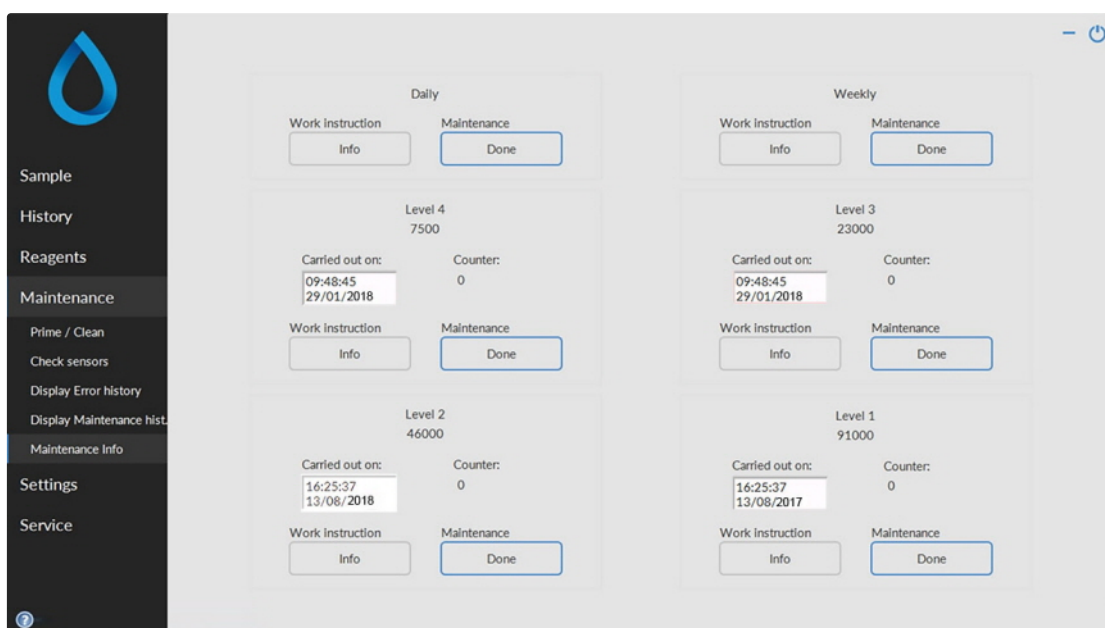 Sample
History
Reagents
Maintenance
Prime / Clean
Check sensors
Display Error history
Display Maintenance hist.
Maintenance Info
Settings
Service
?
Daily
Work instruction Maintenance
Info Done
Weekly
Work instruction Maintenance
Info Done
Level 4
7500
Carried out on: Counter:
09:48:45 0
29/01/2018
Work instruction Maintenance
Info Done
Level 3
23000
Carried out on: Counter:
09:48:45 0
29/01/2018
Work instruction Maintenance
Info Done
Level 2
46000
Carried out on: Counter:
16:25:37 0
13/08/2018
Work instruction Maintenance
Info Done
Level 1
91000
Carried out on: Counter:
16:25:37 0
13/08/2017
Work instruction Maintenance
Info Done